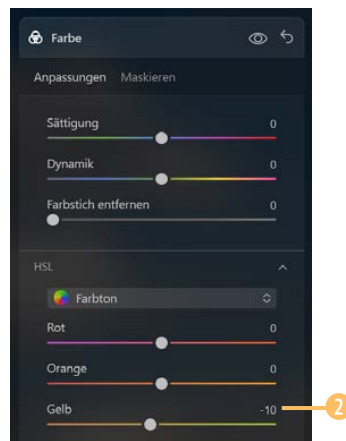 Farbe
Anpassungen Maskieren
Sättigung 0
Dynamik 0
Farbstich entfernen 0
HSL
Farbton
Rot 0
Orange 0
Gelb -10
2